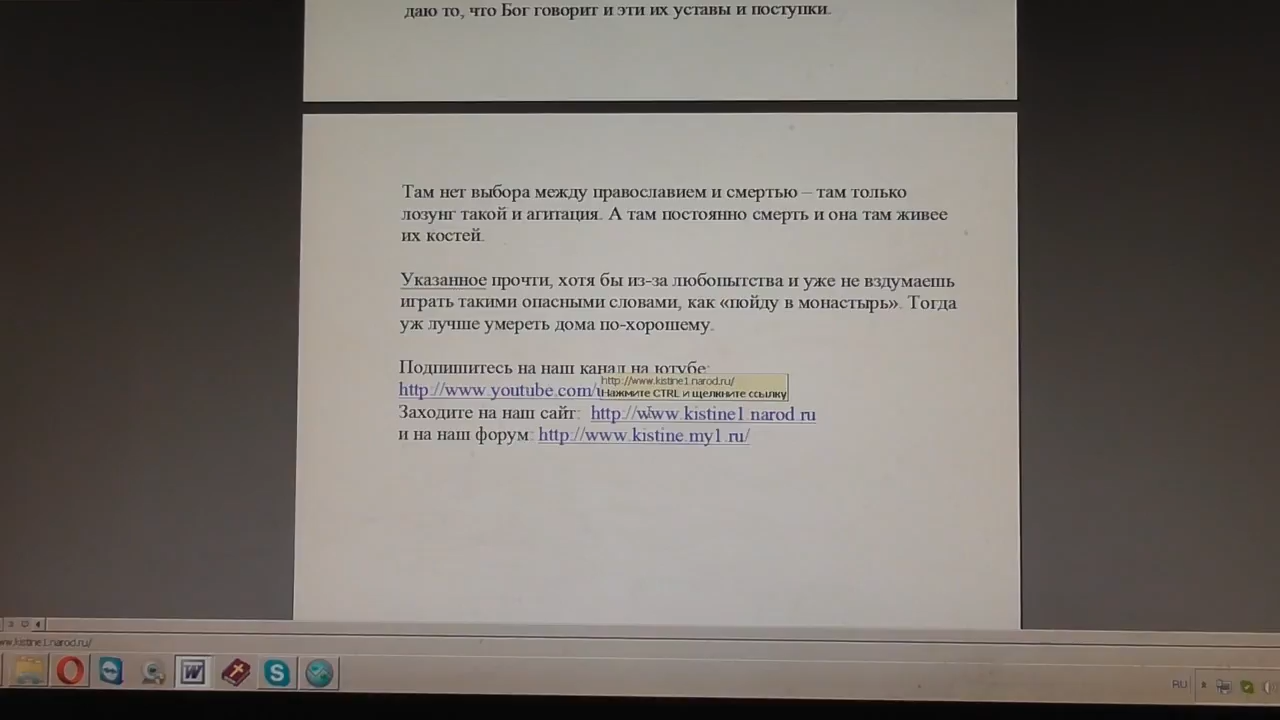 даю то, что Бог говорит и эти их уставы и поступки.
Там нет выбора между православием и смертью – там только
лозунг такой и агитация. А там постоянно смерть и она там живее
их костей.
Указанное прочти, хотя бы из-за любопытства и уже не вздумаешь
играть такими опасными словами, как «пойду в монастырь». Тогда
уж лучше умереть дома по-хорошему.
Подпишитесь на наш канал на ютубе:
http://www.youtube.com/
http://www.kistine1.narod.ru/
Нажмите CTRL и щелкните ссылку
Заходите на наш сайт: http://www.kistine1.narod.ru
и на наш форум: http://www.kistine.my1.ru/
ww.kistine1.narod.ru/
RU